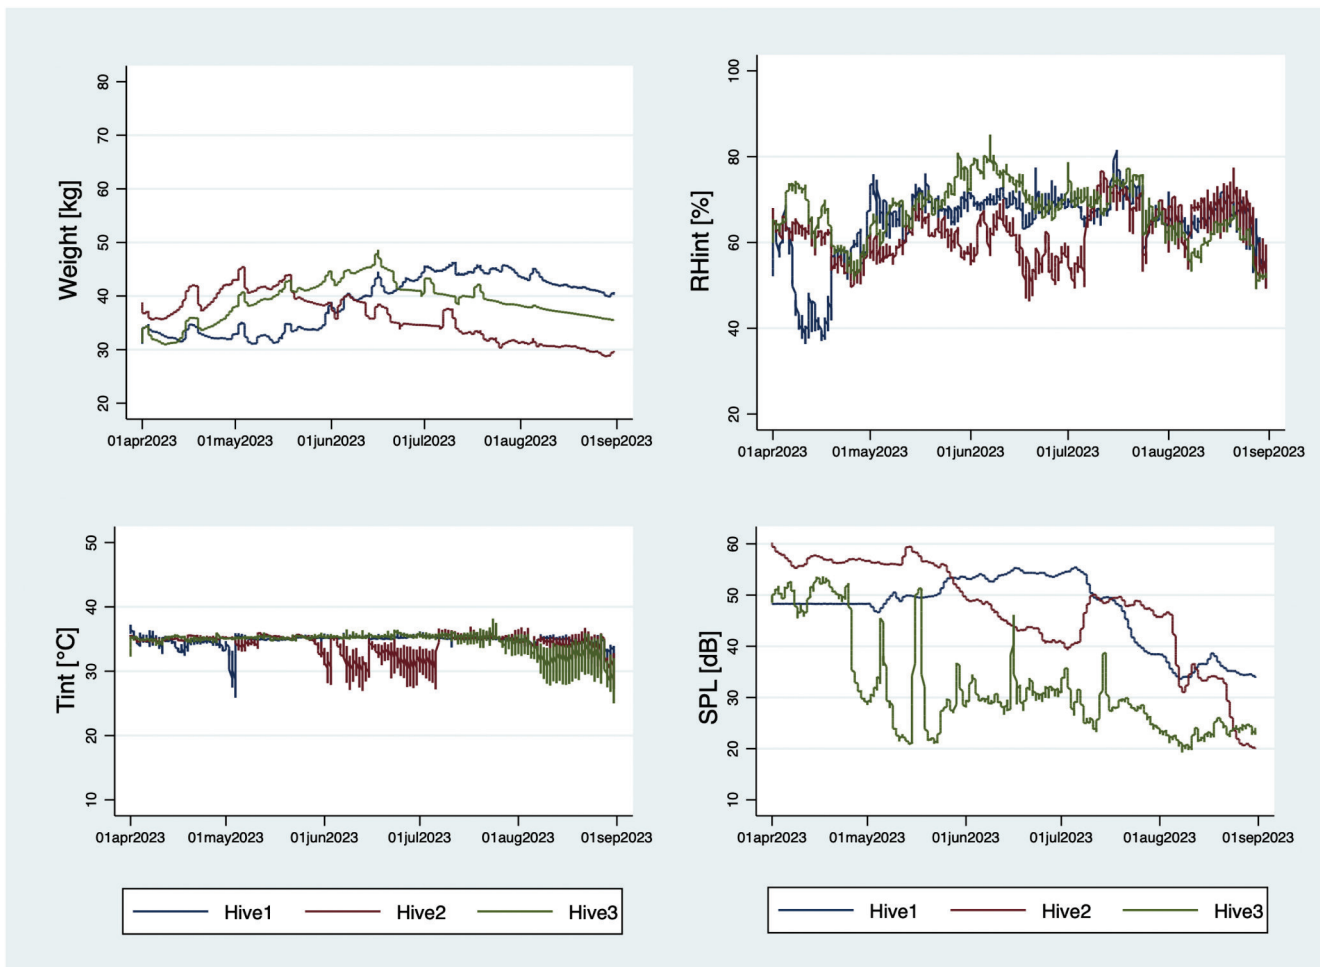 Weight [kg]
80
70
60
50
40
30
20
01apr2023 01may2023 01jun2023 01jul2023 01aug2023 01sep2023
RHint [%]
100
80
60
40
20
01apr2023 01may2023 01jun2023 01jul2023 01aug2023 01sep2023
Tint [°C]
50
40
30
20
10
01apr2023 01may2023 01jun2023 01jul2023 01aug2023 01sep2023
SPL [dB]
60
50
40
30
20
10
01apr2023 01may2023 01jun2023 01jul2023 01aug2023 01sep2023
Hive1 Hive2 Hive3
Hive1 Hive2 Hive3